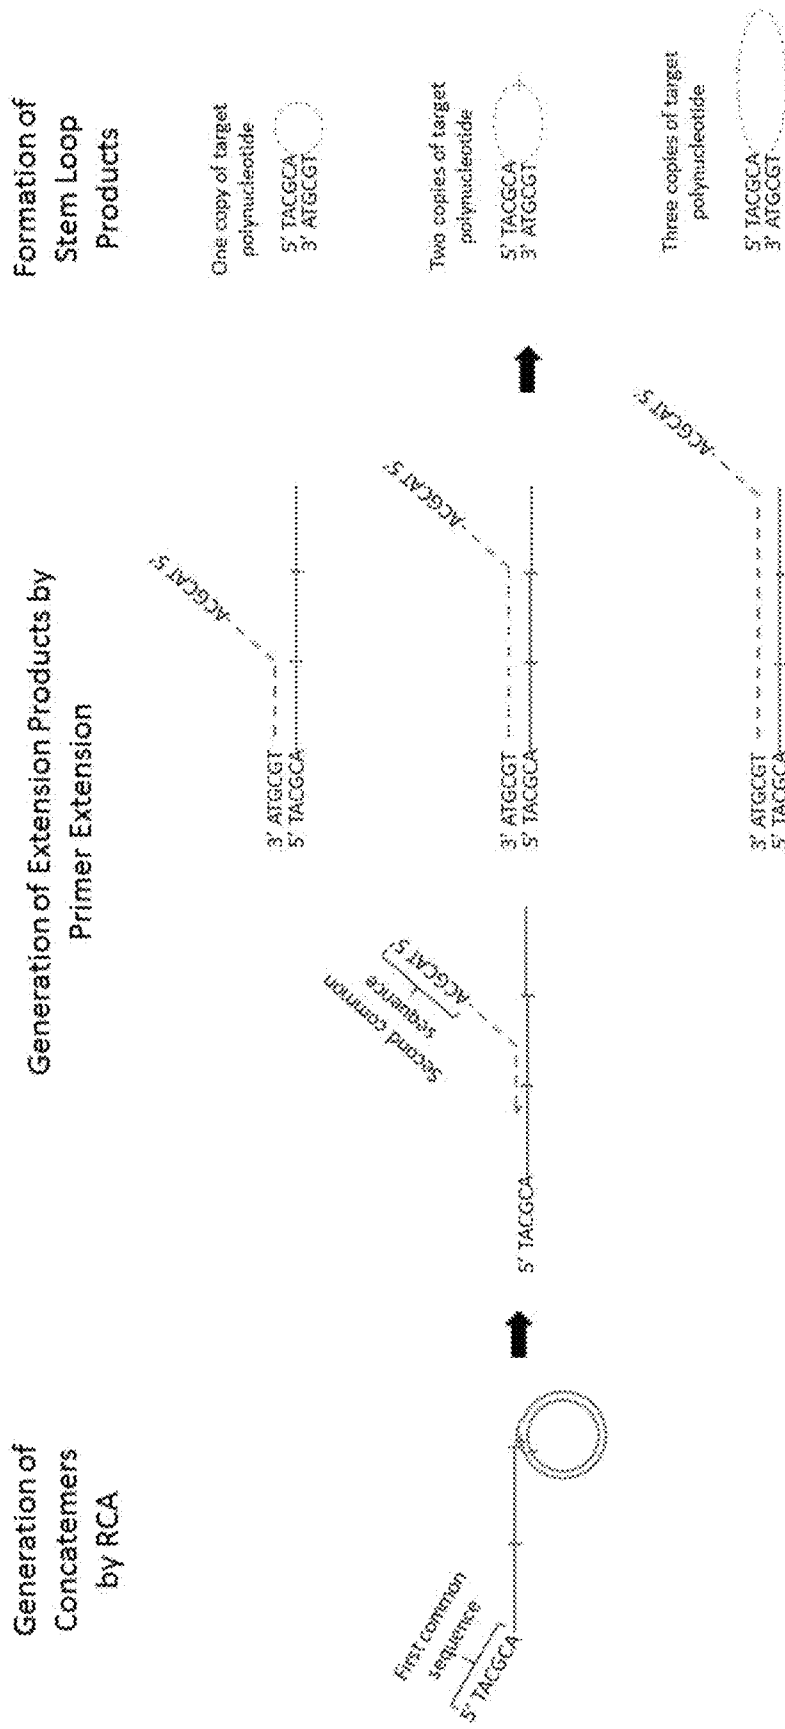 Generation of
Concatemers
by RCA
First common
sequence
5' TACGCA
Generation of Extension Products by
Primer Extension
Second common
sequence
ACGCAT 5'
5' TACGCA
ACGCAT 5'
3' ATGCGT
5' TACGCA
ACGCAT 5'
3' ATGCGT
5' TACGCA
ACGCAT 5'
3' ATGCGT
5' TACGCA
Formation of
Stem Loop
Products
One copy of target
polynucleotide
5' TACGCA
3' ATGCGT
Two copies of target
polynucleotide
5' TACGCA
3' ATGCGT
Three copies of target
polynucleotide
5' TACGCA
3' ATGCGT